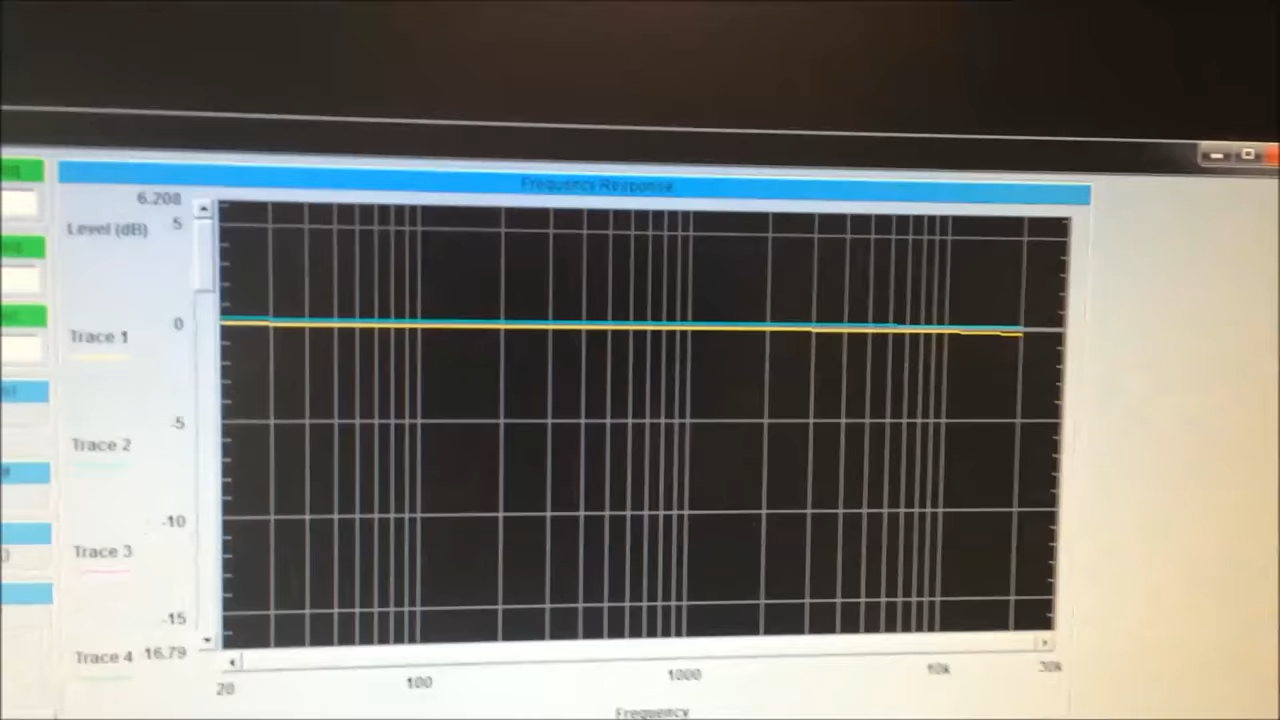 Frequency Response
6.208
Level (dB)
5
0
Trace 1
-5
Trace 2
-10
Trace 3
-15
Trace 4
-16.79
20
100
1000
10k
30k
Frequency